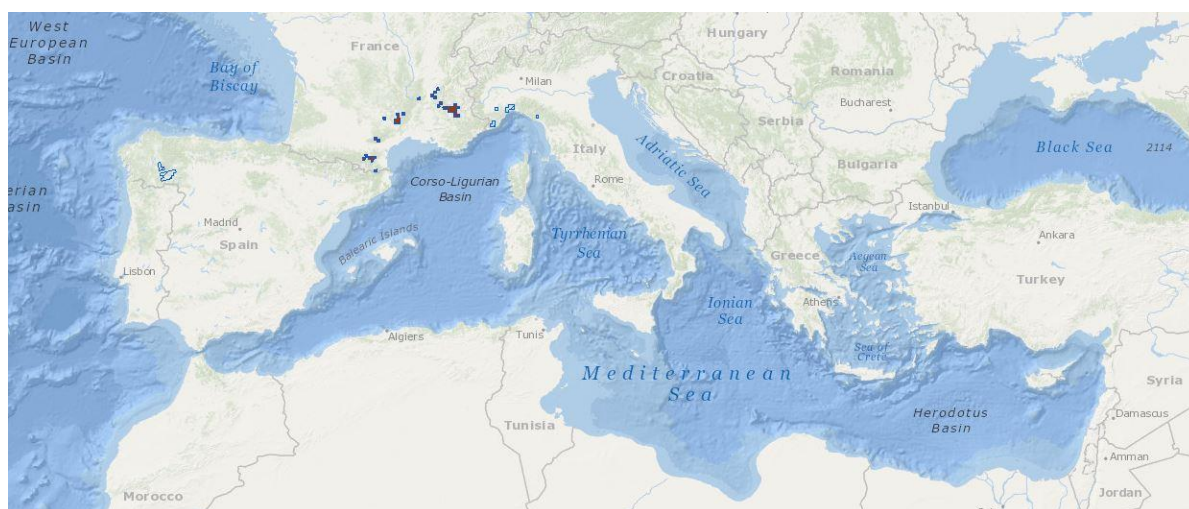 West
European
Basin
France
Hungary
Bay of
Biscay
Milan
Croatia
Romania
Bucharest
Serbia
Italy
Adriatic Sea
Black Sea
2114
Bulgaria
erian
asin
Corso-Ligurian
Basin
Rome
Istanbul
Madrid
Spain
Balearic Islands
Tyrrhenian
Sea
Ankara
Greece
Aegean
Sea
Turkey
Lisbon
Ionian
Sea
Athens
Algiers
Tunis
Sea of
Crete
Mediterranean
Sea
Syria
Herodotus
Basin
Damascus
Tunisia
Amman
Morocco
Jordan